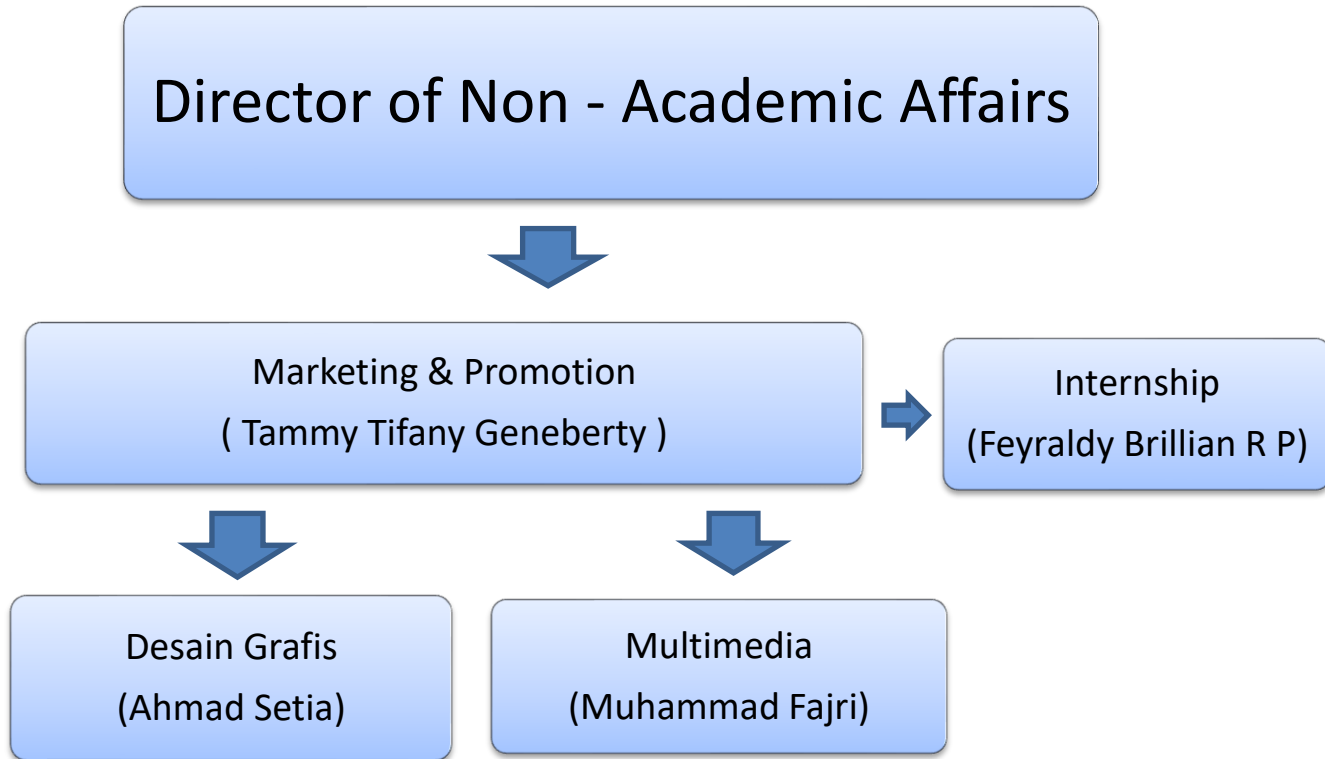 Director of Non - Academic Affairs
Marketing & Promotion
( Tammy Tifany Geneberty )
Internship
(Feyraldy Brillian R P)
Desain Grafis
(Ahmad Setia)
Multimedia
(Muhammad Fajri)